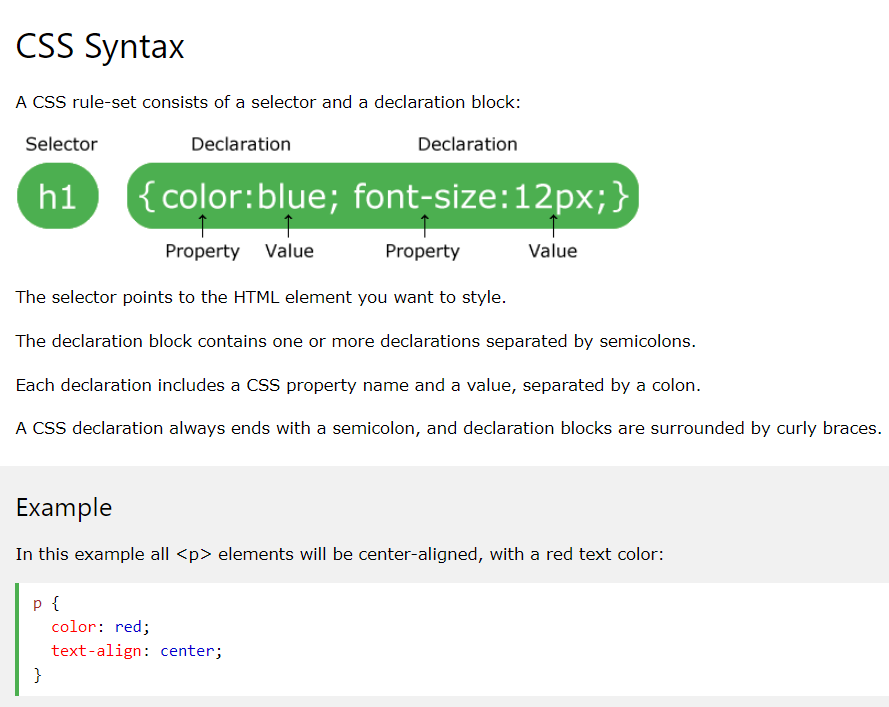 CSS Syntax
A CSS rule-set consists of a selector and a declaration block:
Selector Declaration Declaration
h1 {color:blue; font-size:12px;}
Property Value Property Value
The selector points to the HTML element you want to style.
The declaration block contains one or more declarations separated by semicolons.
Each declaration includes a CSS property name and a value, separated by a colon.
A CSS declaration always ends with a semicolon, and declaration blocks are surrounded by curly braces.
Example
In this example all <p> elements will be center-aligned, with a red text color:
p {
  color: red;
  text-align: center;
}